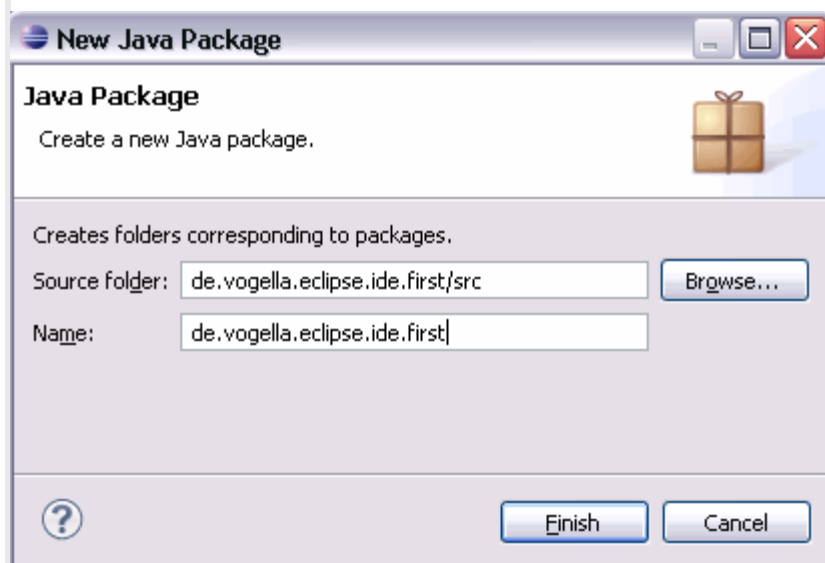 New Java Package
Java Package
Create a new Java package.
Creates folders corresponding to packages.
Source folder: de.vogella.eclipse.ide.first/src Browse...
Name: de.vogella.eclipse.ide.first
? Finish Cancel